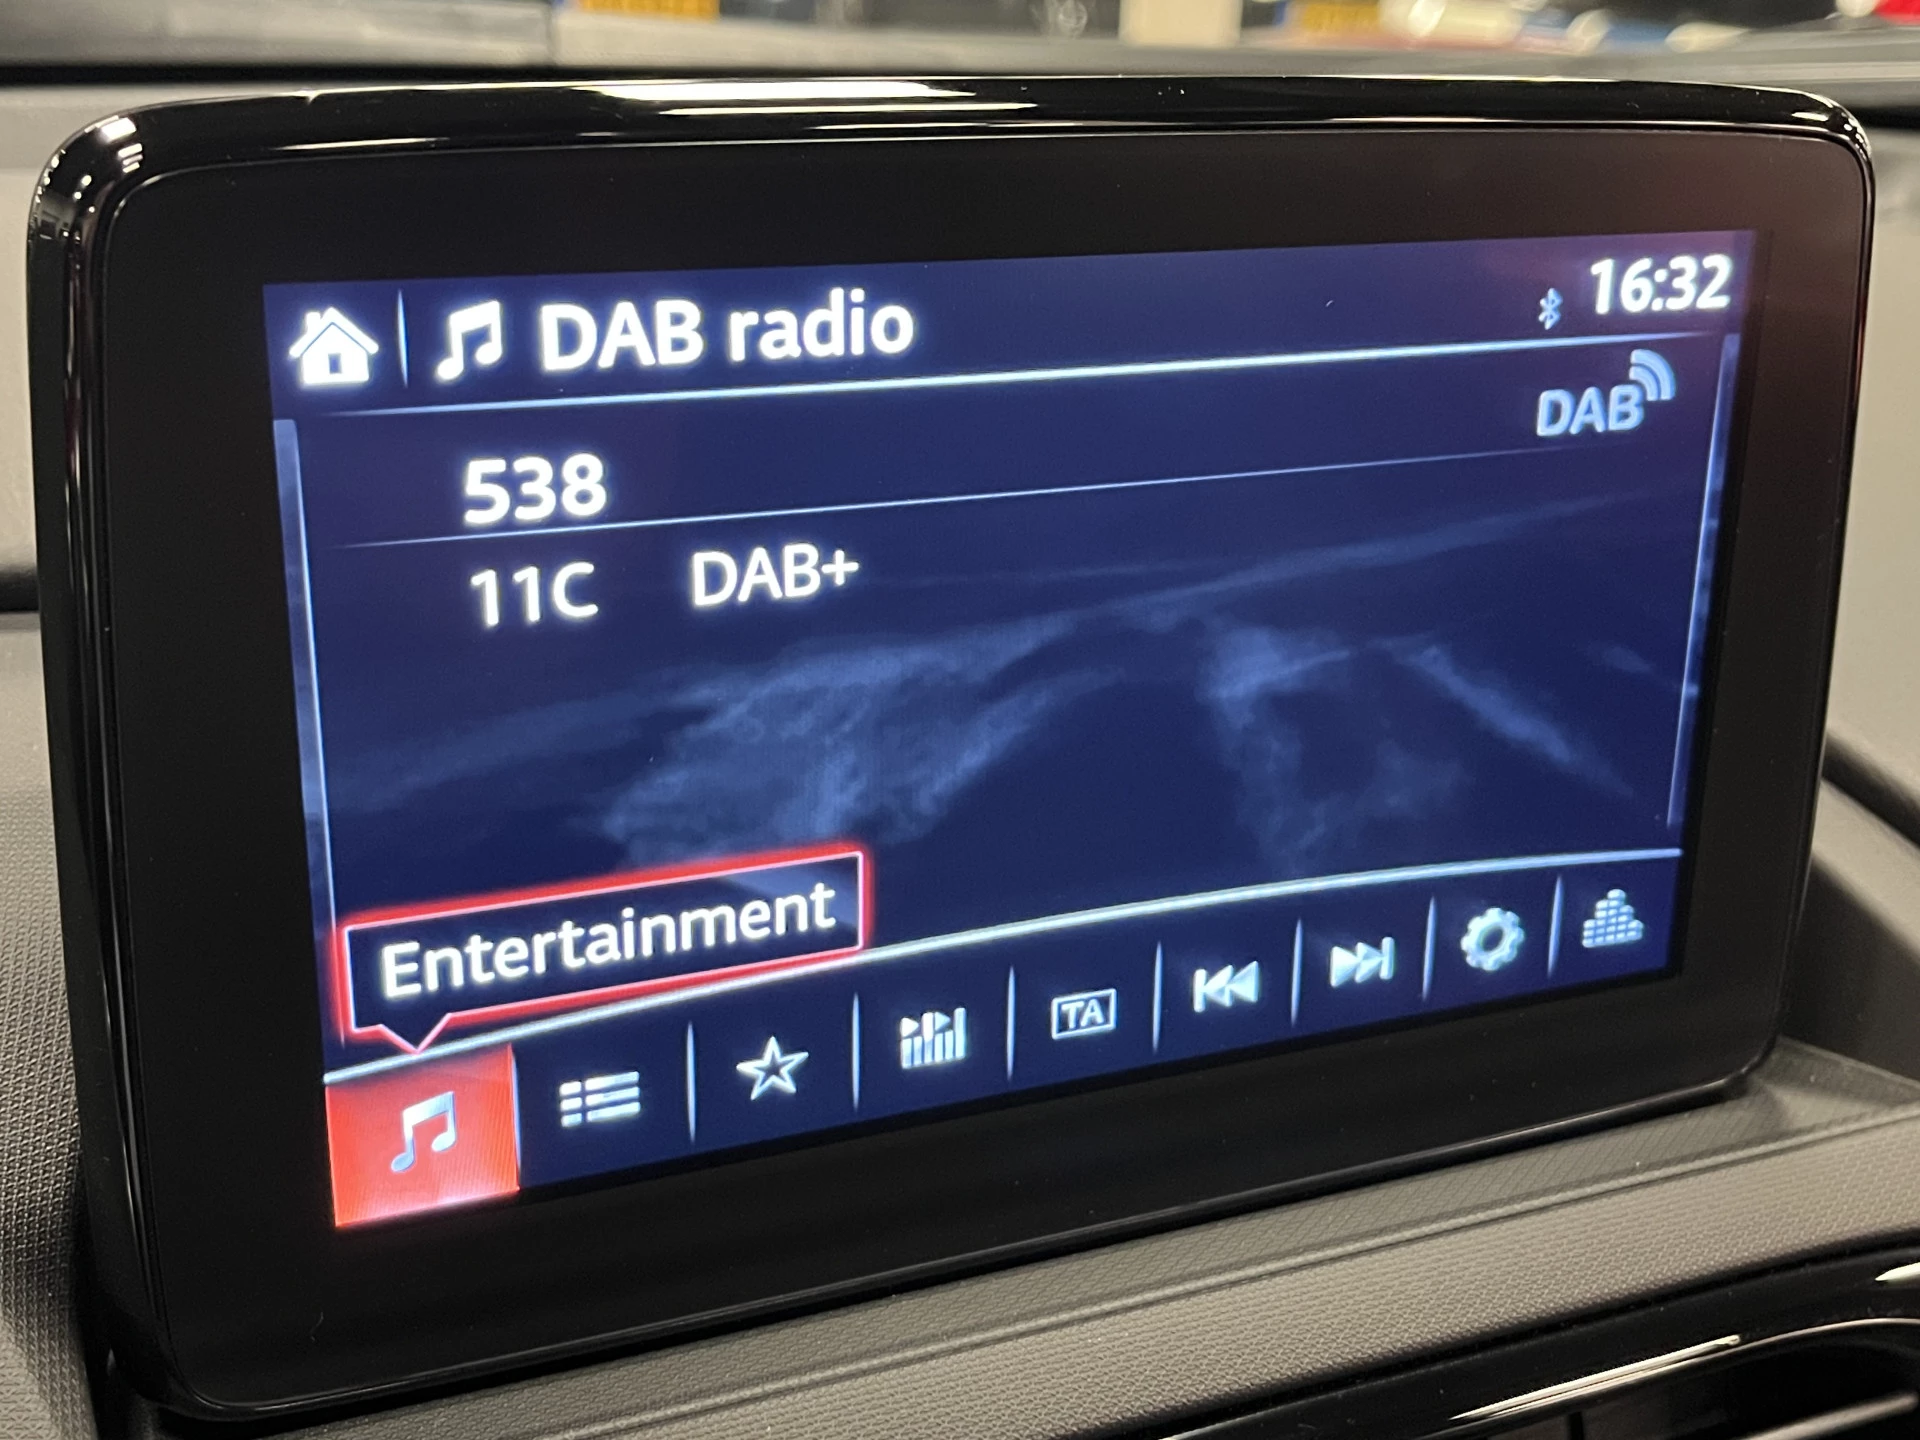 DAB radio
16:32
DAB
538
11C DAB+
Entertainment
TA